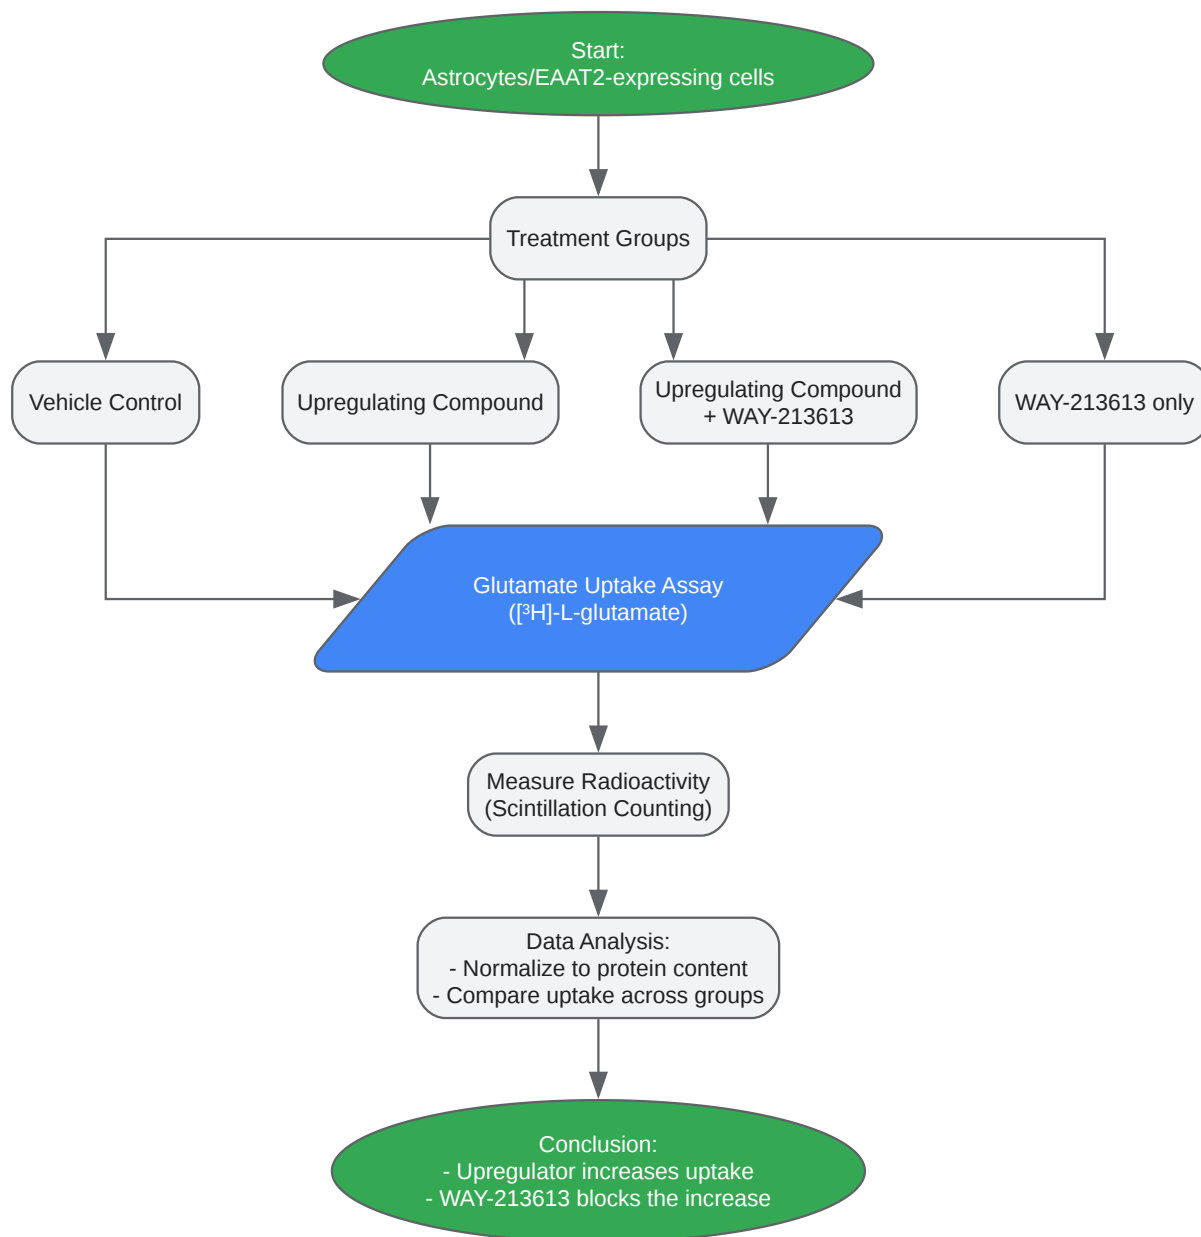 Start:
Astrocytes/EAAT2-expressing cells
Treatment Groups
Vehicle Control
Upregulating Compound
Upregulating Compound
+ WAY-213613
WAY-213613 only
Glutamate Uptake Assay
([³H]-L-glutamate)
Measure Radioactivity
(Scintillation Counting)
Data Analysis:
- Normalize to protein content
- Compare uptake across groups
Conclusion:
- Upregulator increases uptake
- WAY-213613 blocks the increase